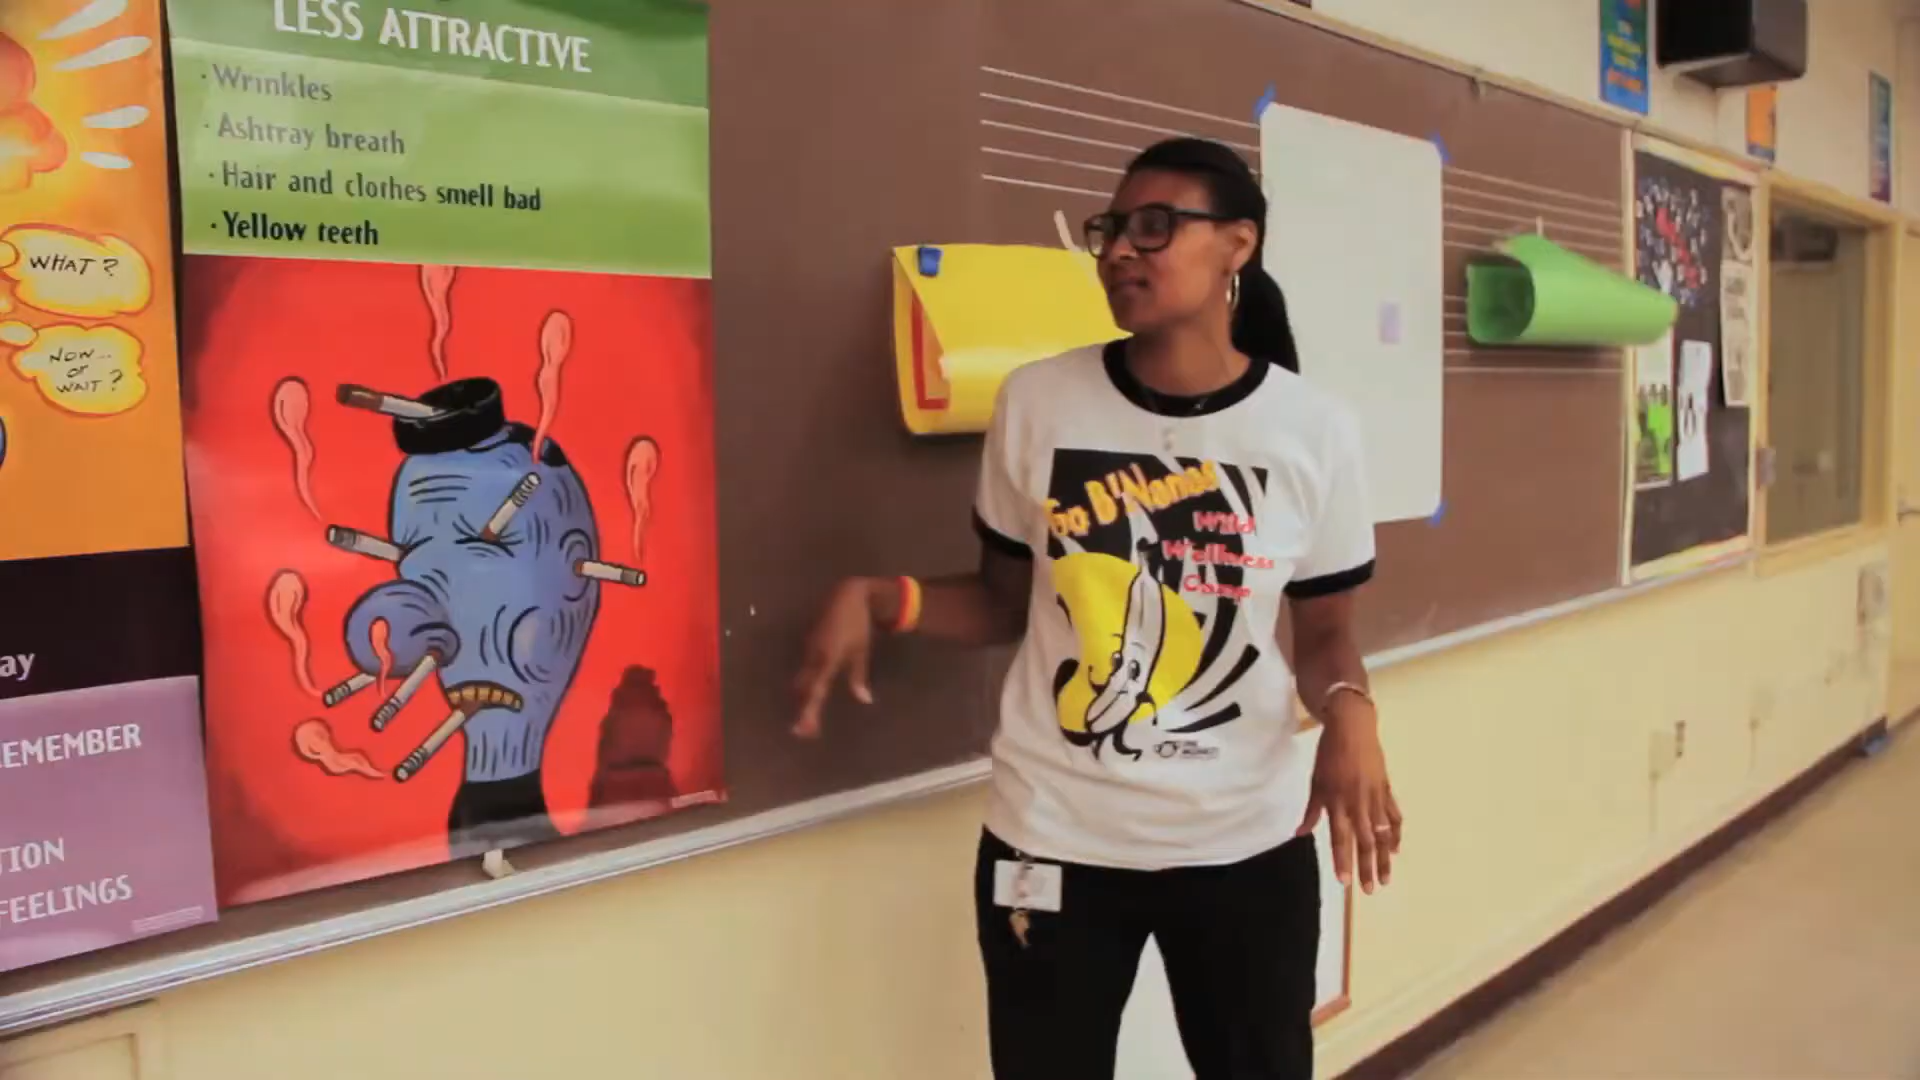 LESS ATTRACTIVE
· Wrinkles
· Ashtray breath
· Hair and clothes smell bad
· Yellow teeth
WHAT?
NOW...
or
WAIT?
ay
EMEMBER
TION
FEELINGS
Go B'Nanas
Wild
Wellness
Camp